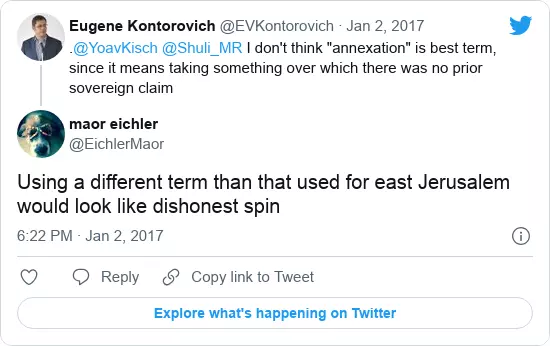 Eugene Kontorovich @EVKontorovich · Jan 2, 2017
.@YoavKisch @Shuli_MR I don't think "annexation" is best term,
since it means taking something over which there was no prior
sovereign claim
maor eichler
@EichlerMaor
Using a different term than that used for east Jerusalem
would look like dishonest spin
6:22 PM · Jan 2, 2017
Reply
Copy link to Tweet
Explore what's happening on Twitter